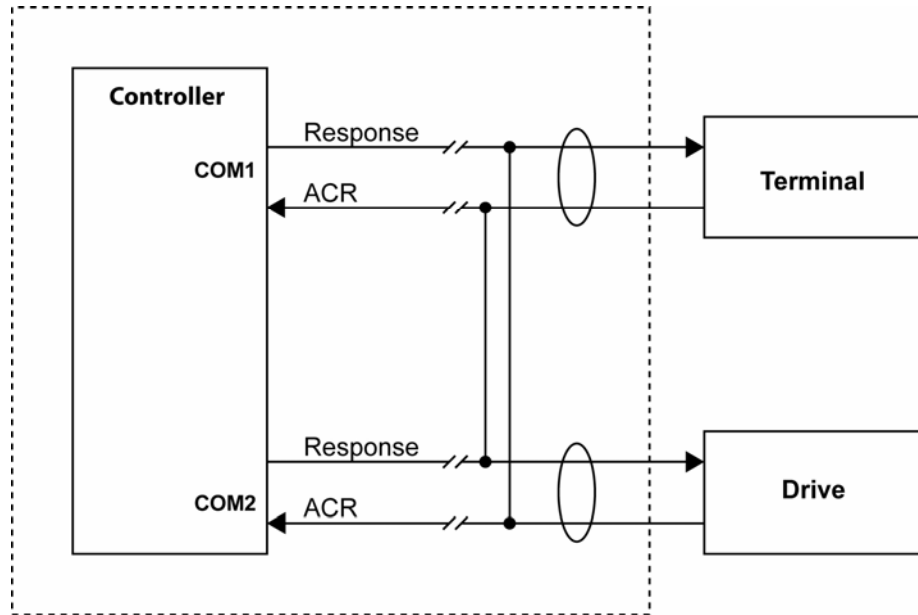 Controller
Response
COM1
ACR
Terminal
Response
COM2
ACR
Drive